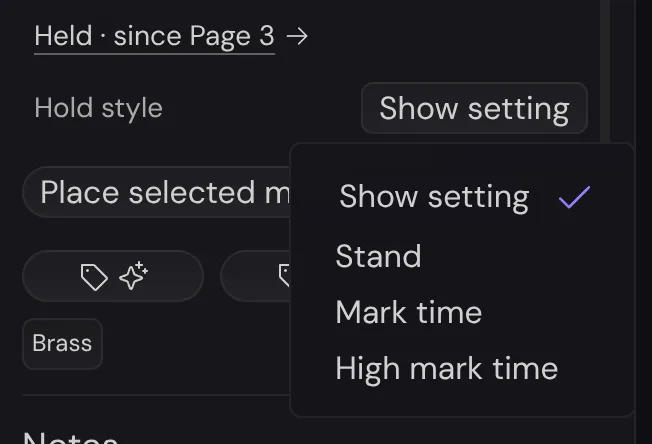 Held · since Page 3 →
Hold style
Show setting
Place selected m
Show setting
Stand
Mark time
High mark time
Brass
Notes